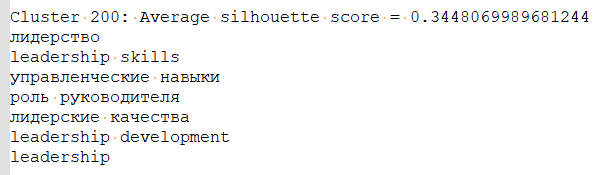 Cluster 200: Average silhouette score = 0.3448069989681244
лидерство
leadership skills
управленческие навыки
роль руководителя
лидерские качества
leadership development
leadership